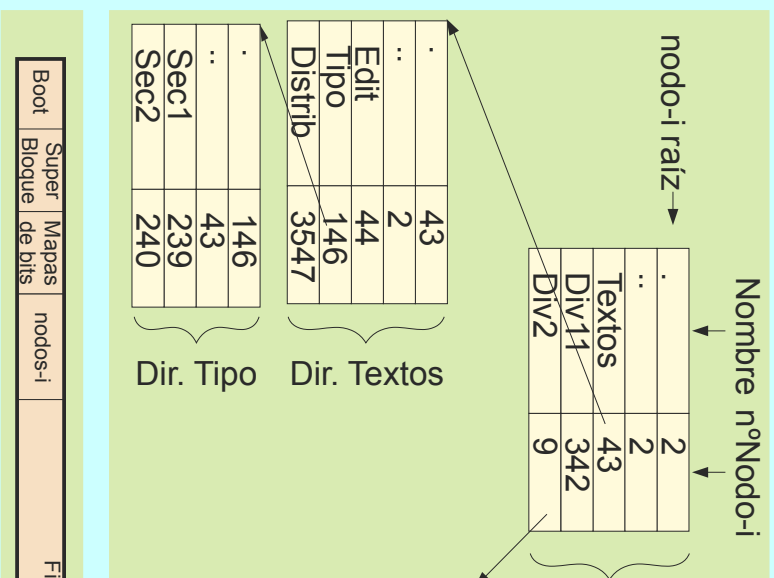 nodo-i raíz
Nombre nºNodo-i
. 2
.. 2
Textos 43
Div11 342
Div2 9
. 43
.. 2
Edit 44
Tipo 146
Distrib 3547
Dir. Textos
. 146
.. 43
Sec1 239
Sec2 240
Dir. Tipo
Boot
Super Bloque
Mapas de bits
nodos-i
Fi